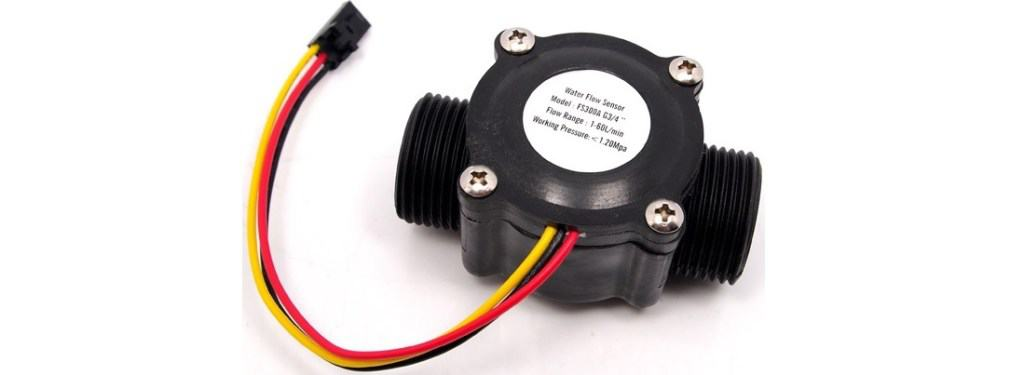 Water Flow Sensor
Model : FS300A G3/4 "
Flow Range : 1-60L/min
Working Pressure: < 1.20Mpa